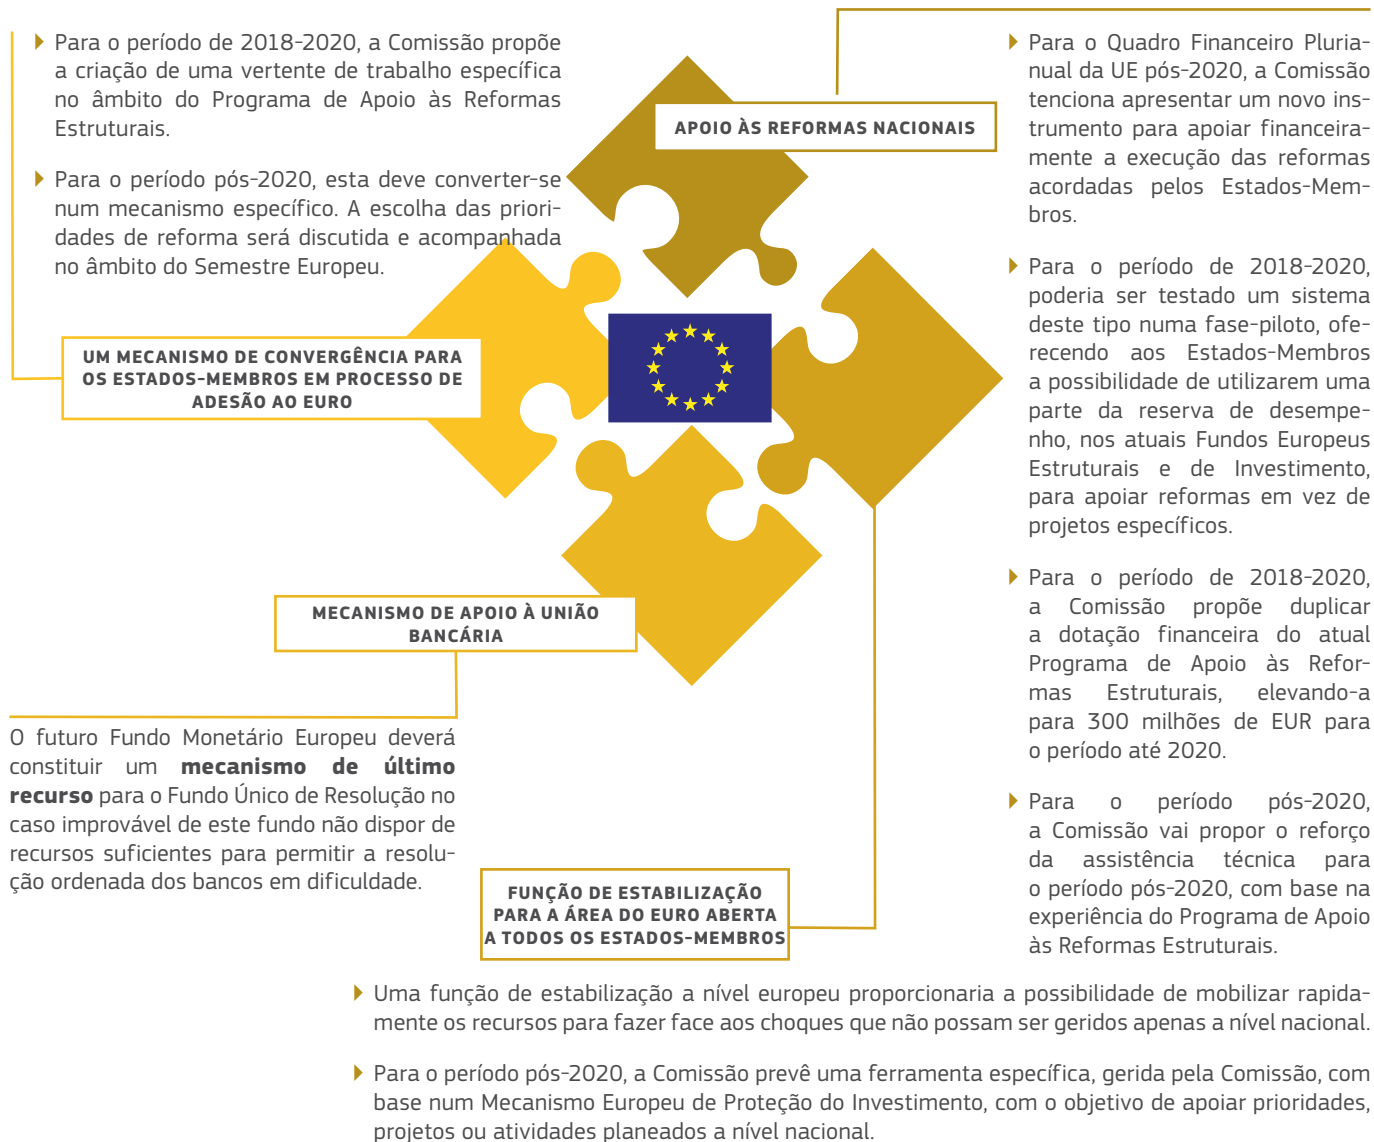 Para o período de 2018-2020, a Comissão propõe
a criação de uma vertente de trabalho específica
no âmbito do Programa de Apoio às Reformas
Estruturais.
Para o período pós-2020, esta deve converter-se
num mecanismo específico. A escolha das priori-
dades de reforma será discutida e acompanhada
no âmbito do Semestre Europeu.
UM MECANISMO DE CONVERGÊNCIA PARA
OS ESTADOS-MEMBROS EM PROCESSO DE
ADESÃO AO EURO
APOIO ÀS REFORMAS NACIONAIS
Para o Quadro Financeiro Pluria-
nual da UE pós-2020, a Comissão
tenciona apresentar um novo ins-
trumento para apoiar financeira-
mente a execução das reformas
acordadas pelos Estados-Mem-
bros.
Para o período de 2018-2020,
poderia ser testado um sistema
deste tipo numa fase-piloto, ofe-
recendo aos Estados-Membros
a possibilidade de utilizarem uma
parte da reserva de desempe-
nho, nos atuais Fundos Europeus
Estruturais e de Investimento,
para apoiar reformas em vez de
projetos específicos.
Para o período de 2018-2020,
a Comissão propõe duplicar
a dotação financeira do atual
Programa de Apoio às Refor-
mas Estruturais, elevando-a
para 300 milhões de EUR para
o período até 2020.
Para o período pós-2020,
a Comissão vai propor o reforço
da assistência técnica para
o período pós-2020, com base na
experiência do Programa de Apoio
às Reformas Estruturais.
MECANISMO DE APOIO À UNIÃO
BANCÁRIA
O futuro Fundo Monetário Europeu deverá
constituir um mecanismo de último
recurso para o Fundo Único de Resolução no
caso improvável de este fundo não dispor de
recursos suficientes para permitir a resolu-
ção ordenada dos bancos em dificuldade.
FUNÇÃO DE ESTABILIZAÇÃO
PARA A ÁREA DO EURO ABERTA
A TODOS OS ESTADOS-MEMBROS
Uma função de estabilização a nível europeu proporcionaria a possibilidade de mobilizar rapida-
mente os recursos para fazer face aos choques que não possam ser geridos apenas a nível nacional.
Para o período pós-2020, a Comissão prevê uma ferramenta específica, gerida pela Comissão, com
base num Mecanismo Europeu de Proteção do Investimento, com o objetivo de apoiar prioridades,
projetos ou atividades planeados a nível nacional.